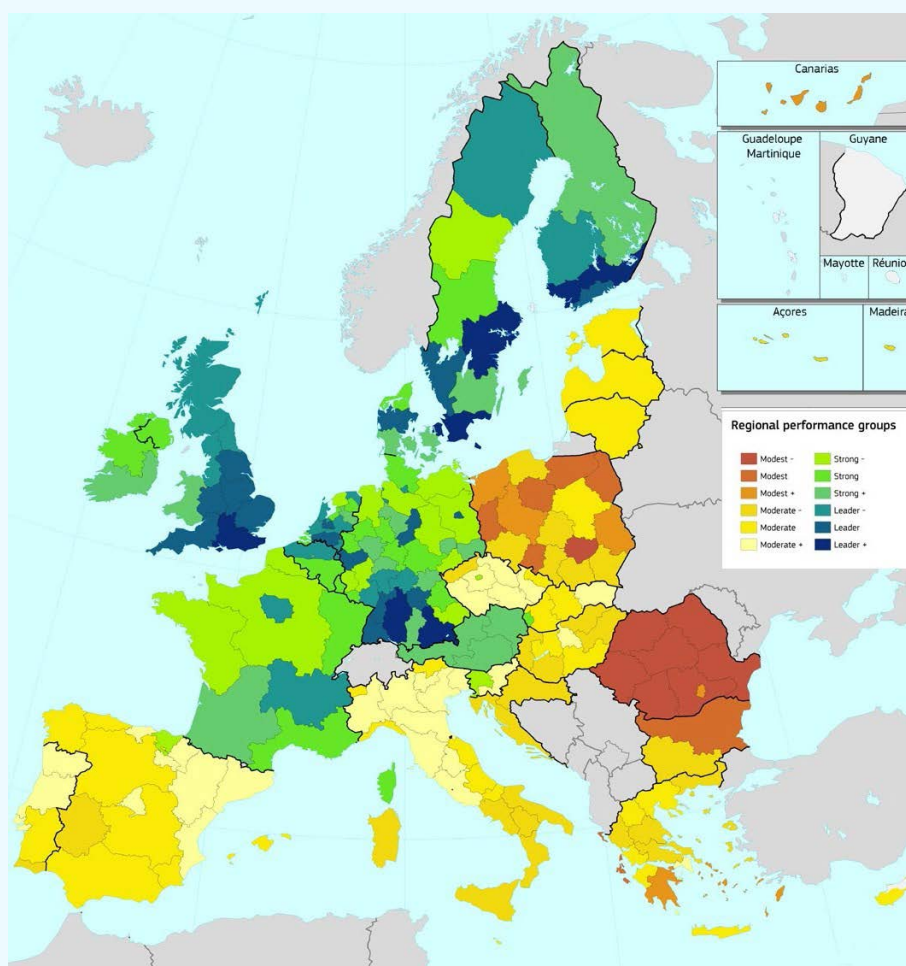 Canarias
Guadeloupe
Martinique
Guyane
Mayotte
Réunio
Açores
Madeira
Regional performance groups
Modest -
Modest
Modest +
Moderate -
Moderate
Moderate +
Strong -
Strong
Strong +
Leader -
Leader
Leader +